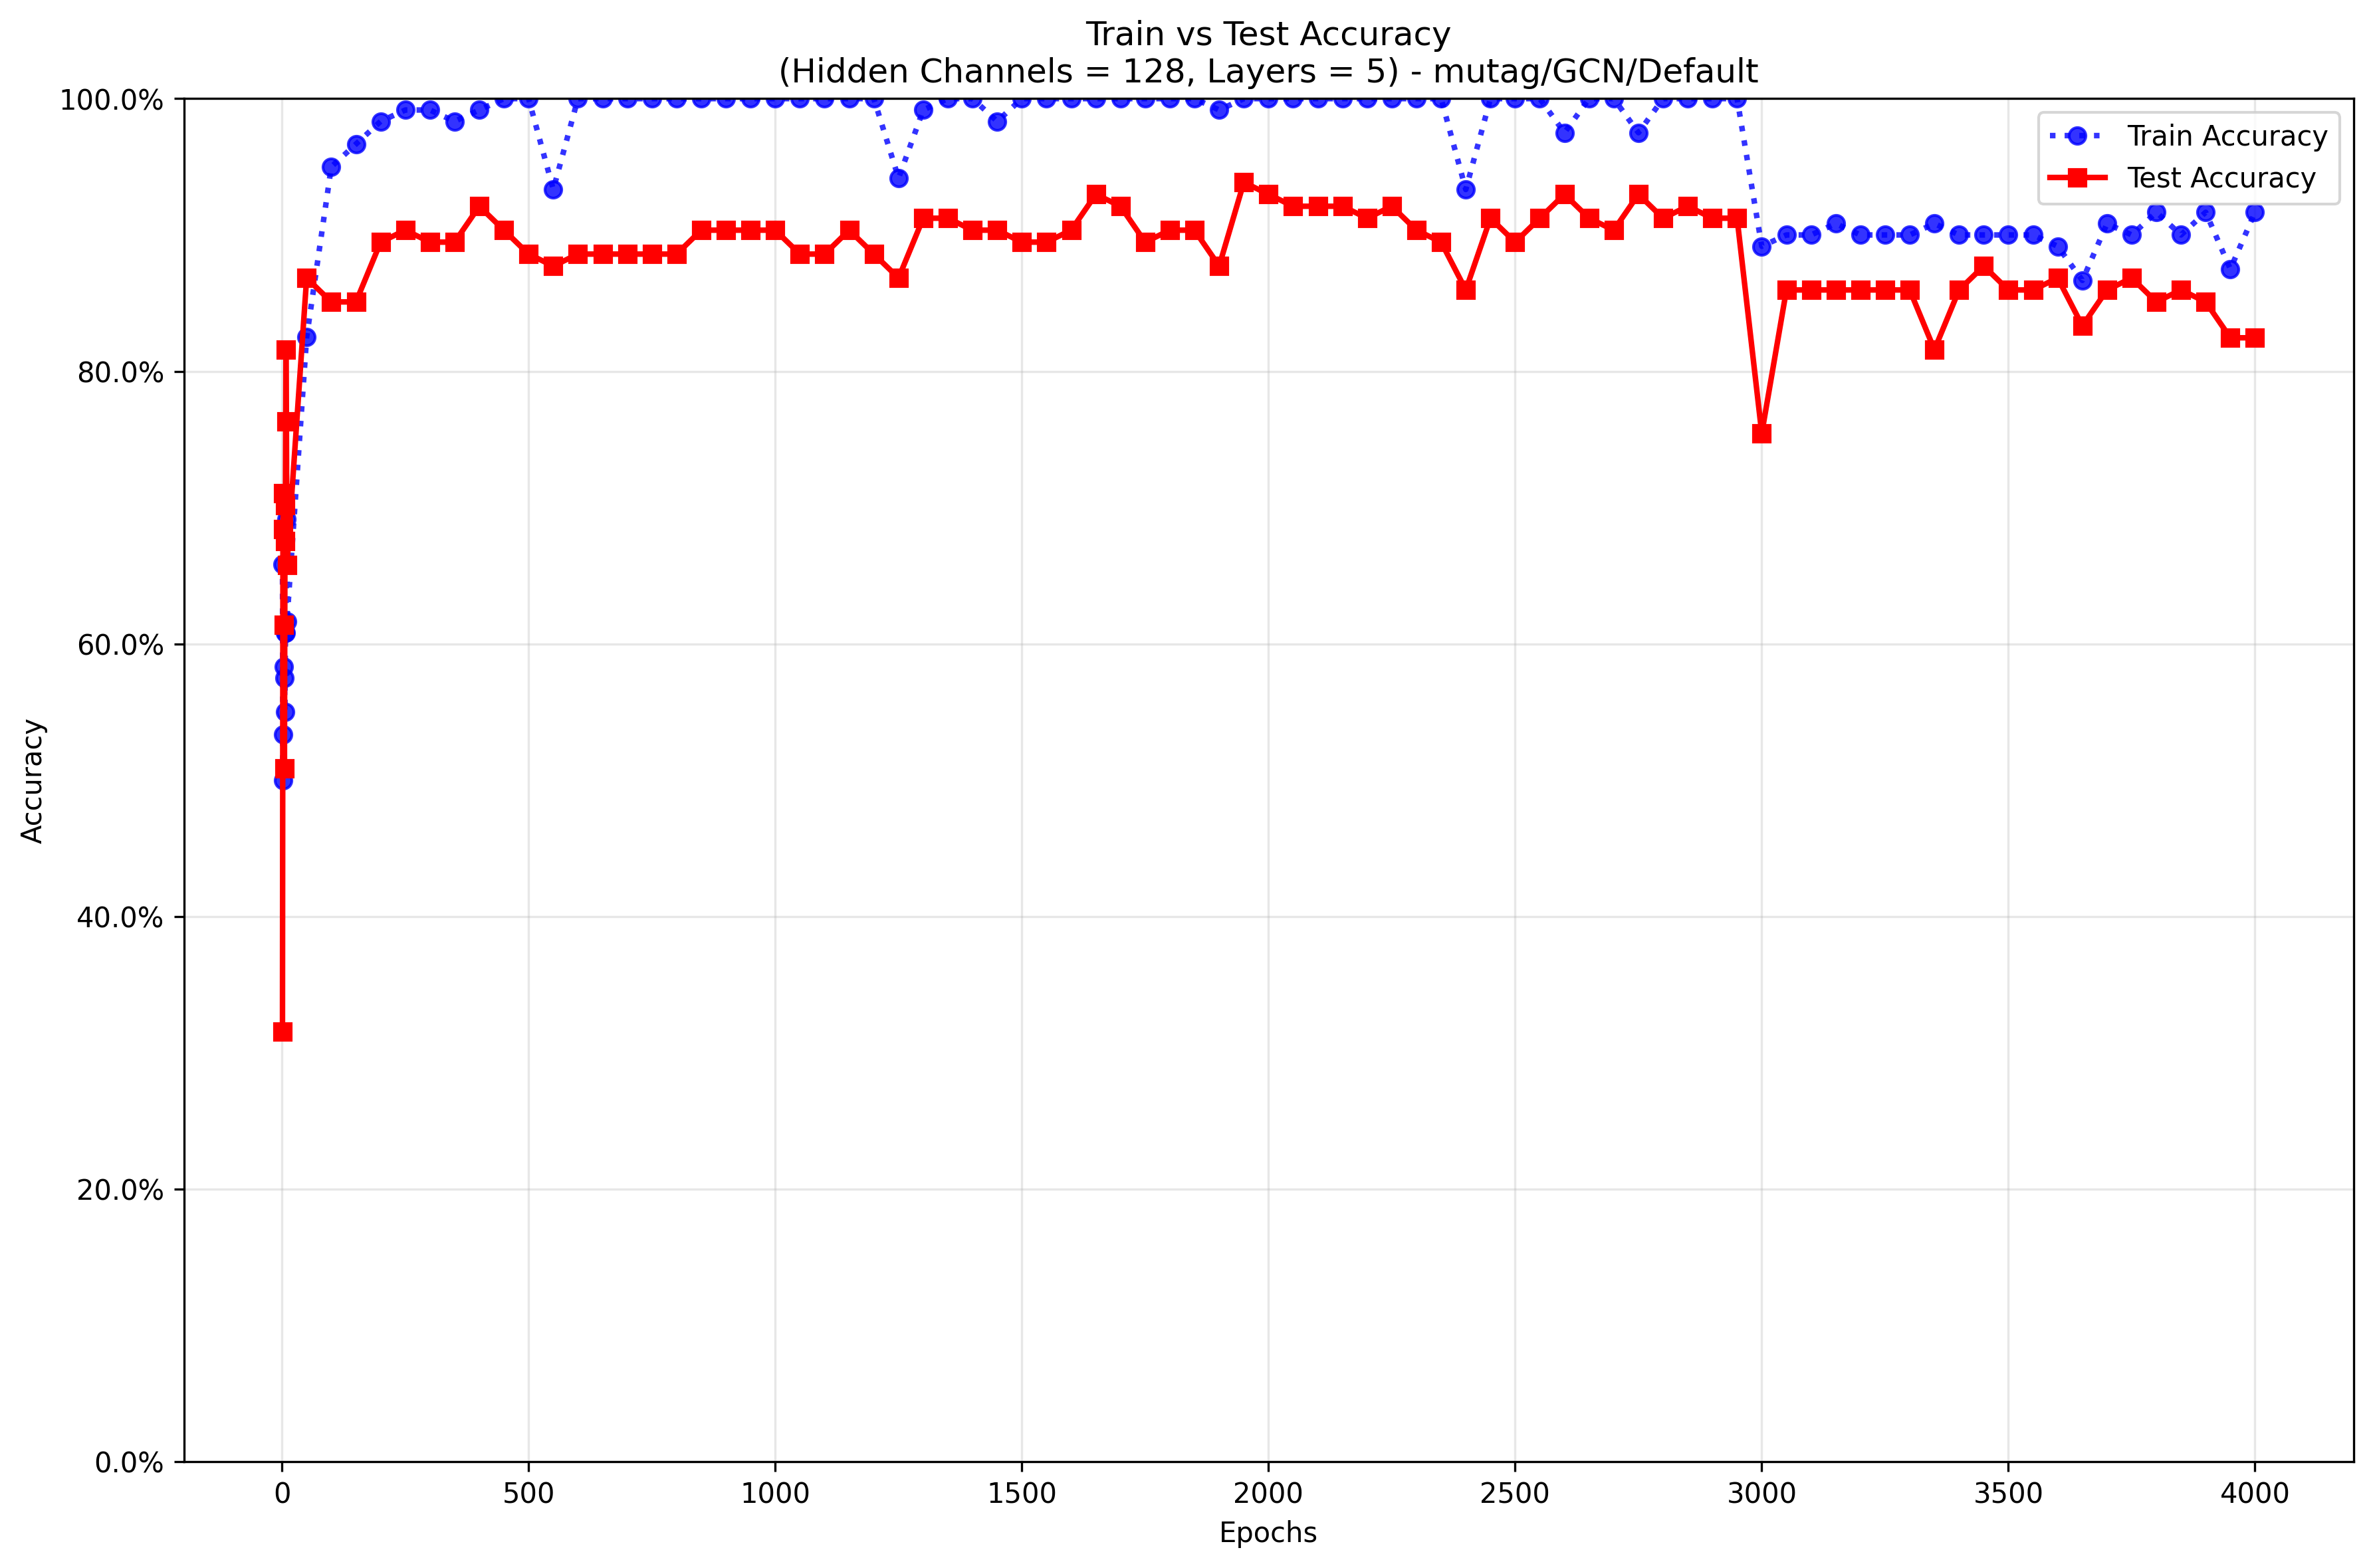 Train vs Test Accuracy
(Hidden Channels = 128, Layers = 5) - mutag/GCN/Default
100.0%
80.0%
60.0%
40.0%
20.0%
0.0%
Accuracy
Train Accuracy
Test Accuracy
0 500 1000 1500 2000 2500 3000 3500 4000
Epochs